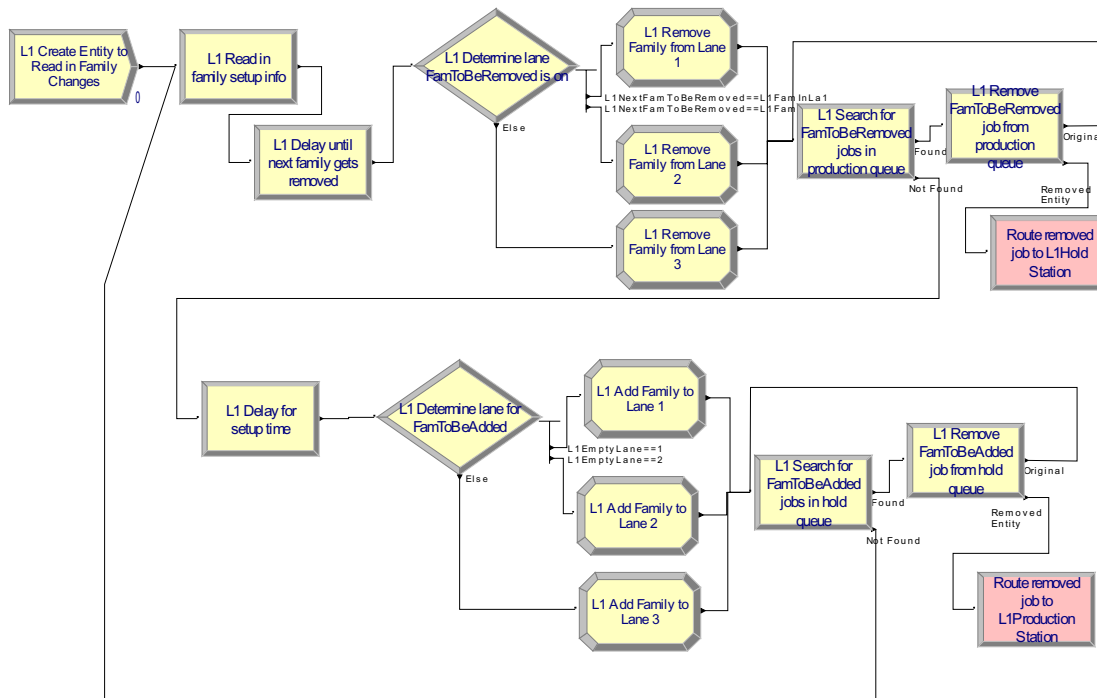 L1 Create Entity to
Read in Family
Changes
0
L1 Read in
family setup info
L1 Delay until
next family gets
removed
L1 Determine lane
FamToBeRemoved is on
L1NextFamToBeRemoved==L1FamInLa1
L1NextFamToBeRemoved==L1Fam
Else
L1 Remove
Family from Lane
1
L1 Remove
Family from Lane
2
L1 Remove
Family from Lane
3
L1 Search for
FamToBeRemoved
jobs in
production queue
Found
Not Found
L1 Remove
FamToBeRemoved
job from
production
queue
Original
Removed
Entity
Route removed
job to L1Hold
Station
L1 Delay for
setup time
L1 Determine lane for
FamToBeAdded
L1EmptyLane==1
L1EmptyLane==2
Else
L1 Add Family to
Lane 1
L1 Add Family to
Lane 2
L1 Add Family to
Lane 3
L1 Search for
FamToBeAdded
jobs in hold
queue
Found
Not Found
L1 Remove
FamToBeAdded
job from hold
queue
Original
Removed
Entity
Route removed
job to
L1Production
Station